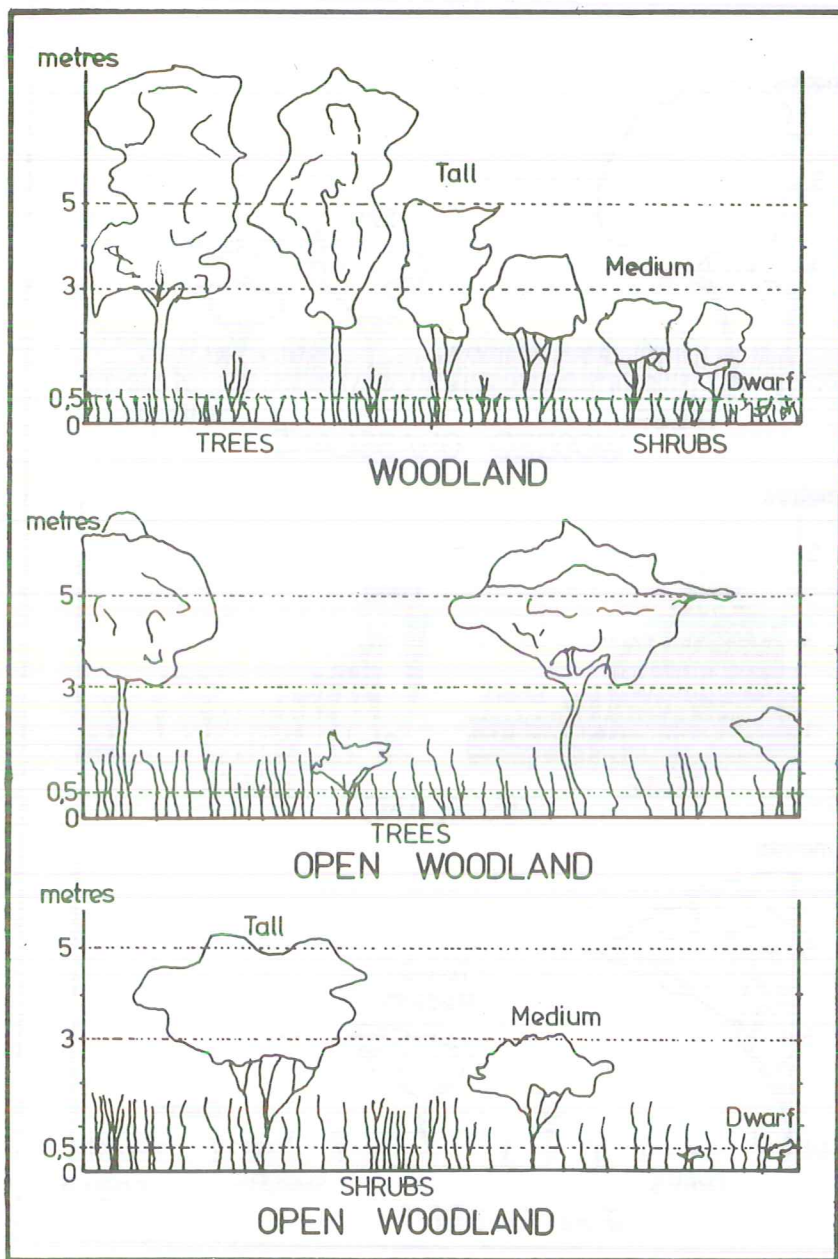 metres
Tall
5
Medium
3
Dwarf
0,5
0
TREES SHRUBS
WOODLAND
metres
5
3
0,5
0
TREES
OPEN WOODLAND
metres
Tall
5
Medium
3
Dwarf
0,5
0
SHRUBS
OPEN WOODLAND